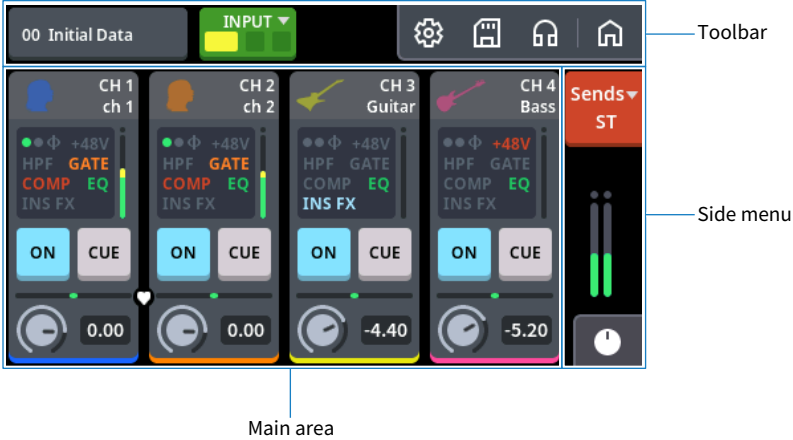 00 Initial Data
INPUT
Toolbar
CH 1
ch 1
CH 2
ch 2
CH 3
Guitar
CH 4
Bass
Sends
ST
Φ +48V
HPF GATE
COMP EQ
INS FX
Φ +48V
HPF GATE
COMP EQ
INS FX
Φ +48V
HPF GATE
COMP EQ
INS FX
Φ +48V
HPF GATE
COMP EQ
INS FX
Side menu
ON CUE
ON CUE
ON CUE
ON CUE
0.00
0.00
-4.40
-5.20
Main area